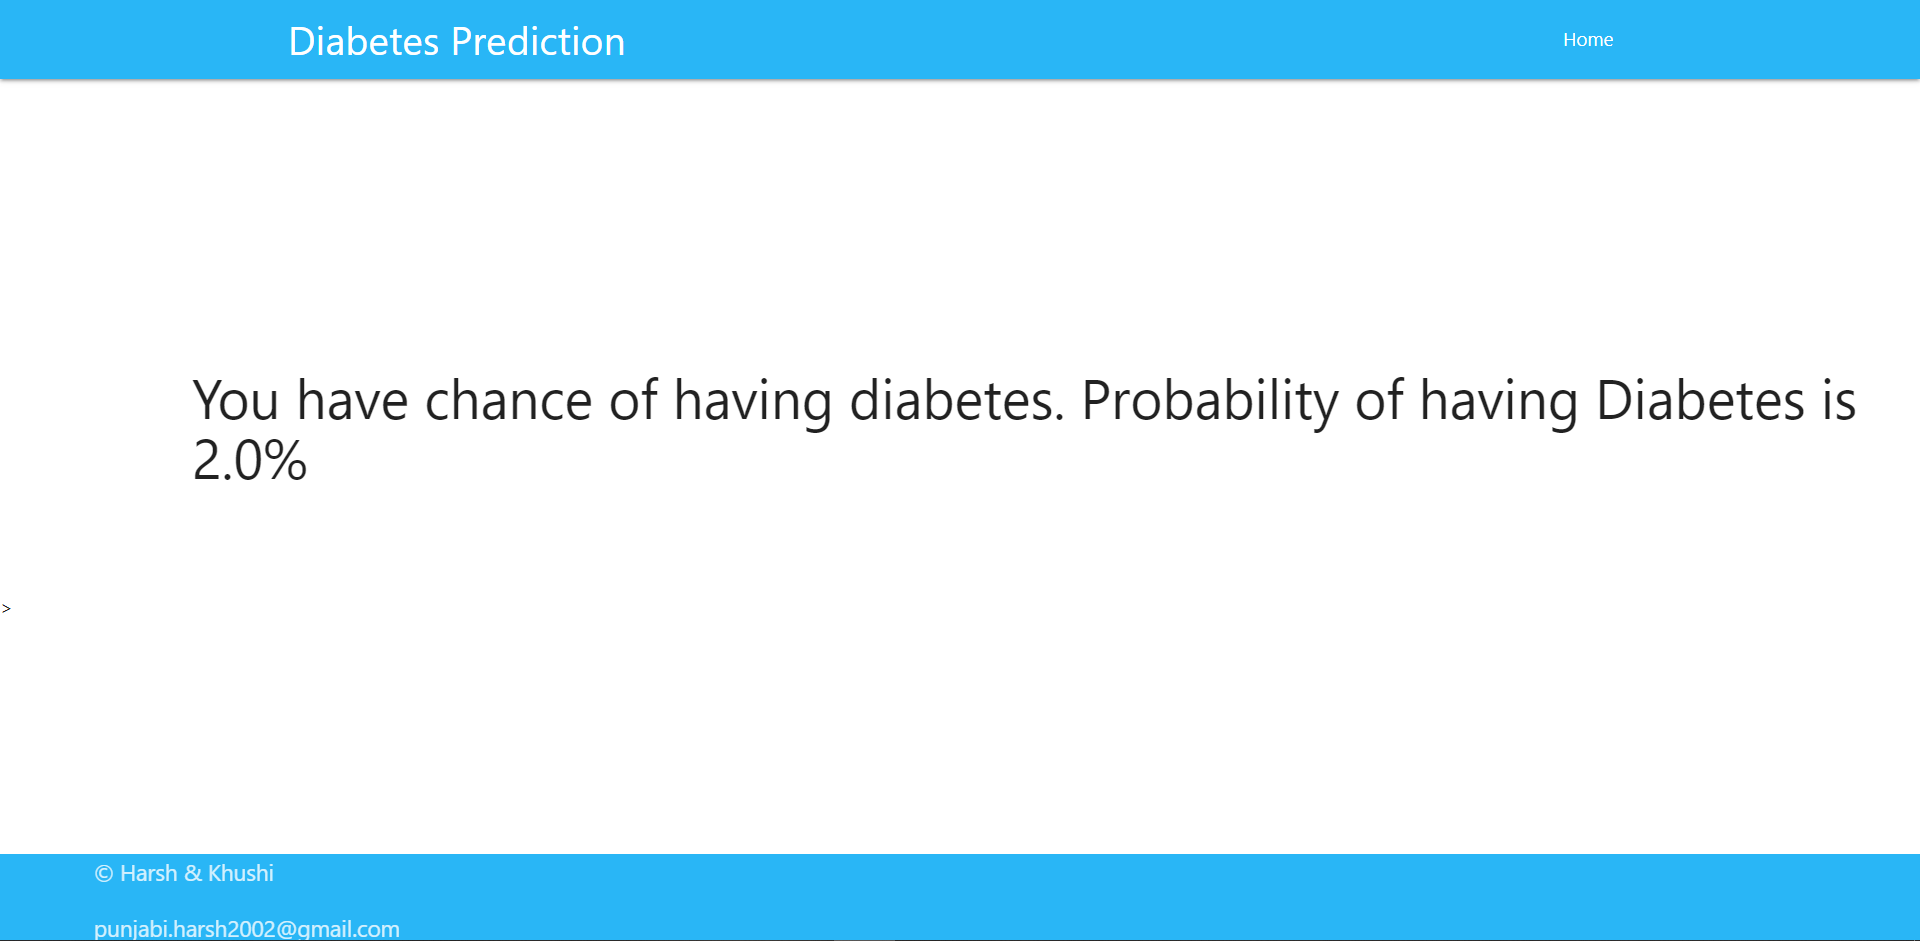 Diabetes Prediction
Home
You have chance of having diabetes. Probability of having Diabetes is
2.0%
>
© Harsh & Khushi
punjabi.harsh2002@gmail.com